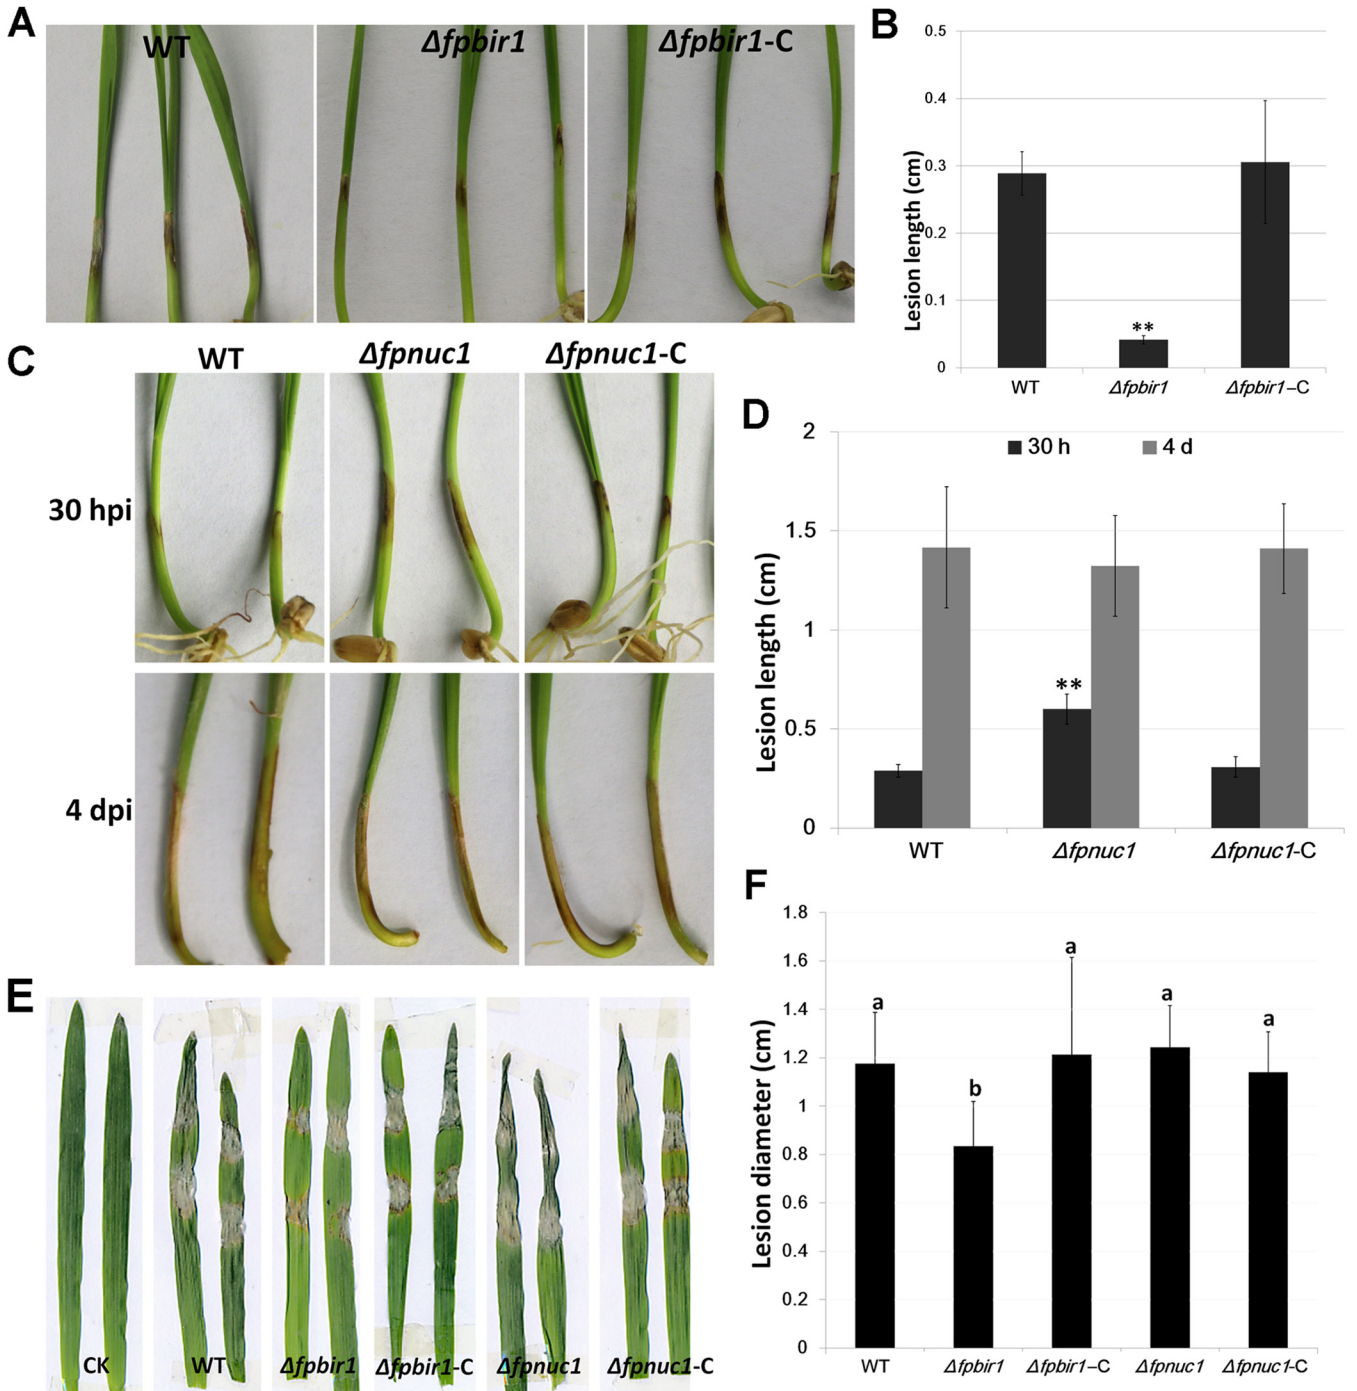 A
WT
Δfpbir1
Δfpbir1-C
B
Lesion length (cm)
0.5
0.4
0.3
0.2
0.1
0
**
WT
Δfpbir1
Δfpbir1–C
C
WT
Δfpnuc1
Δfpnuc1-C
30 hpi
4 dpi
D
Lesion length (cm)
2
1.5
1
0.5
0
30 h
4 d
**
WT
Δfpnuc1
Δfpnuc1-C
E
CK
WT
Δfpbir1
Δfpbir1-C
Δfpnuc1
Δfpnuc1-C
F
Lesion diameter (cm)
1.8
1.6
1.4
1.2
1
0.8
0.6
0.4
0.2
0
a
b
a
a
a
WT
Δfpbir1
Δfpbir1–C
Δfpnuc1
Δfpnuc1-C